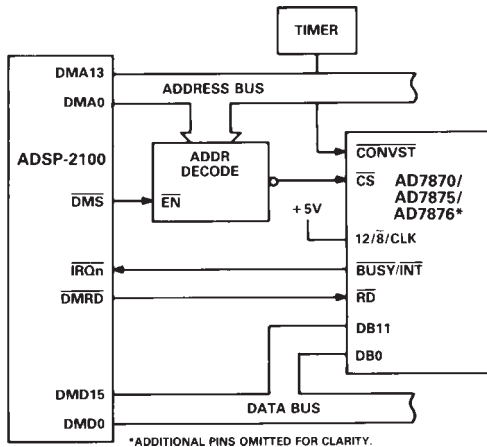 TIMER
DMA13
ADDRESS BUS
DMA0
ADSP-2100
ADDR
DECODE
CONVST
CS
AD7870/
AD7875/
AD7876*
DMS
EN
+5V
12/8/CLK
IRQn
BUSY/INT
DMRD
RD
DB11
DB0
DMD15
DATA BUS
DMD0
*ADDITIONAL PINS OMITTED FOR CLARITY.